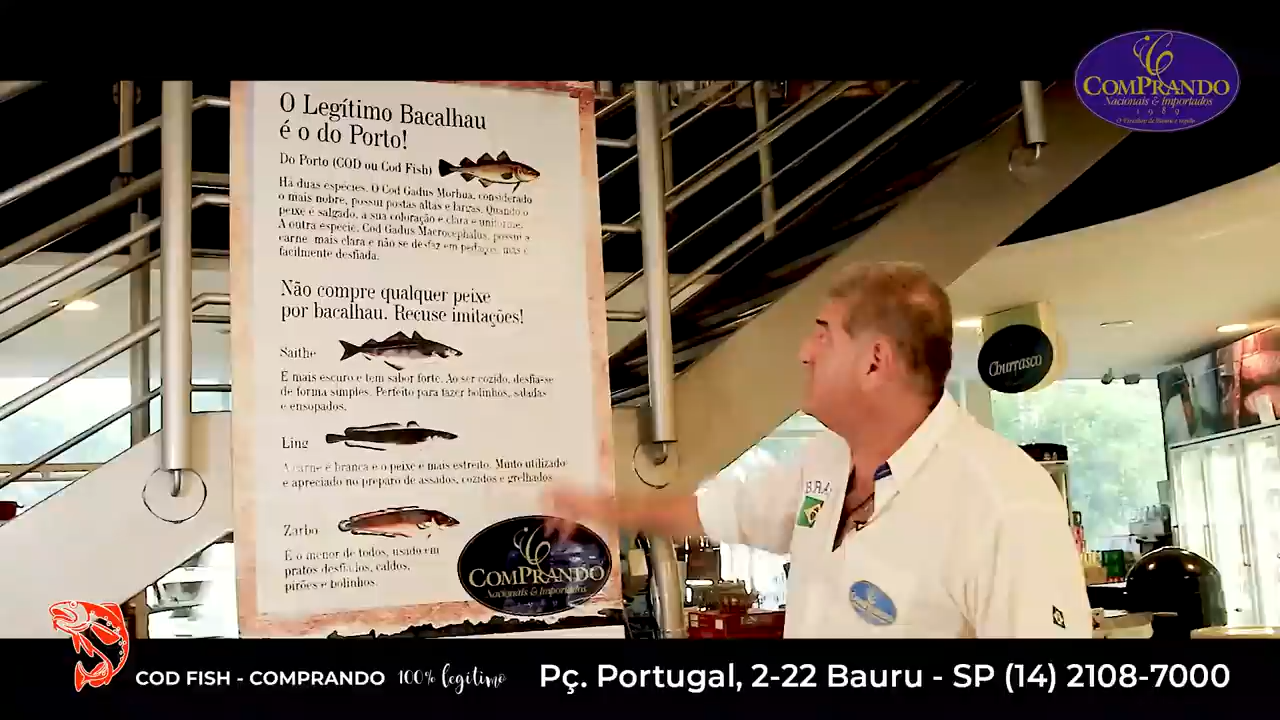 COMPRANDO
Nacionais & Importados
1989
O Legítimo Bacalhau
é o do Porto!
Do Porto (COD ou Cod Fish)
Há duas espécies. O Cod Gadus Morhua, considerado
o mais nobre, possui postas altas e largas. Quando o
peixe é salgado, a sua coloração é clara e uniforme.
A outra espécie, Cod Gadus Macrocephalus, possui a
carne mais clara e não se desfaz em pedaços, mas é
facilmente desfiada.
Não compre qualquer peixe
por bacalhau. Recuse imitações!
Saithe
É mais escuro e tem sabor forte. Ao ser cozido, desfia-se
de forma simples. Perfeito para fazer bolinhos, saladas
e ensopados.
Ling
A carne é branca e o peixe é mais estreito. Muito utilizado
e apreciado no preparo de assados, cozidos e grelhados.
Zarbo
É o menor de todos, usado em
pratos desfiados, caldos,
pirões e bolinhos.
COMPRANDO
Nacionais & Importados
Churrasco
BRA
COD FISH - COMPRANDO 100% legítimo
Pç. Portugal, 2-22 Bauru - SP (14) 2108-7000